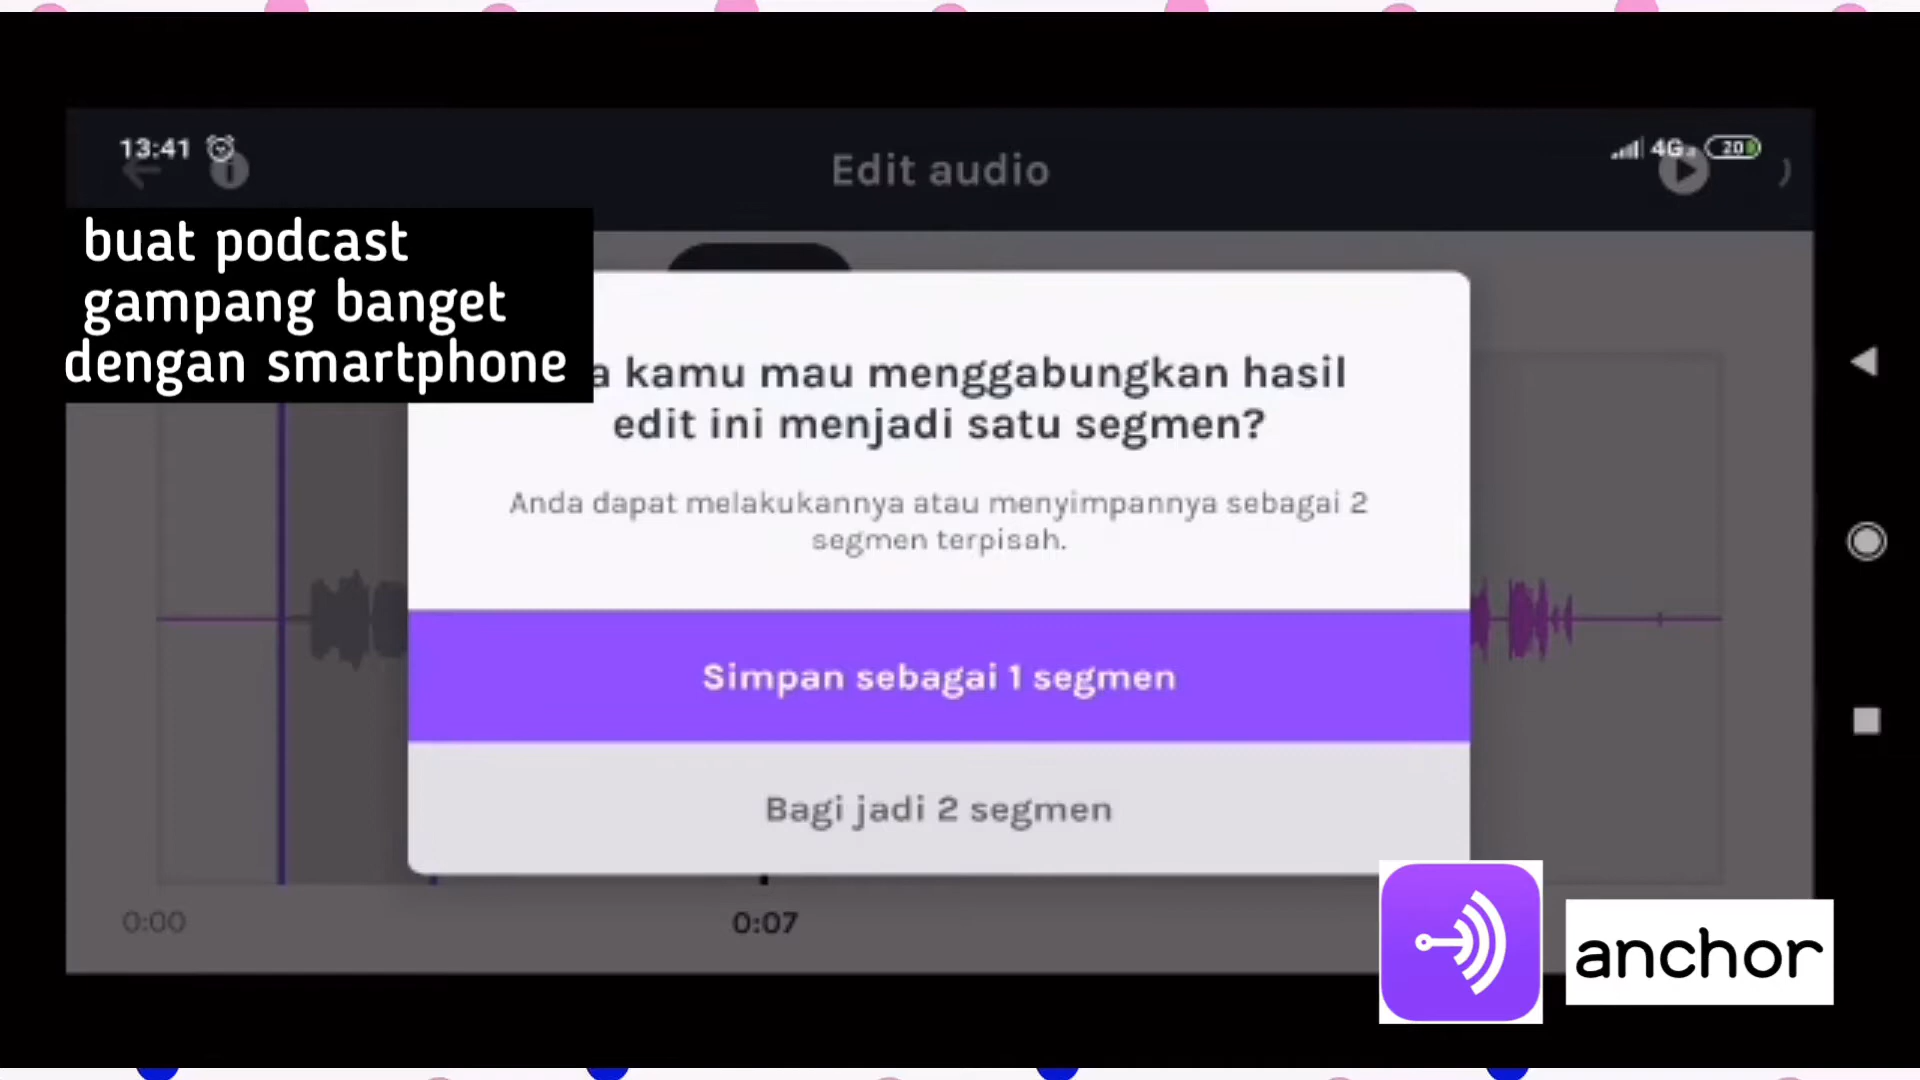 13:41
4G
20
Edit audio
buat podcast
gampang banget
dengan smartphone
kamu mau menggabungkan hasil
edit ini menjadi satu segmen?
Anda dapat melakukannya atau menyimpannya sebagai 2
segmen terpisah.
Simpan sebagai 1 segmen
Bagi jadi 2 segmen
0:00
0:07
anchor